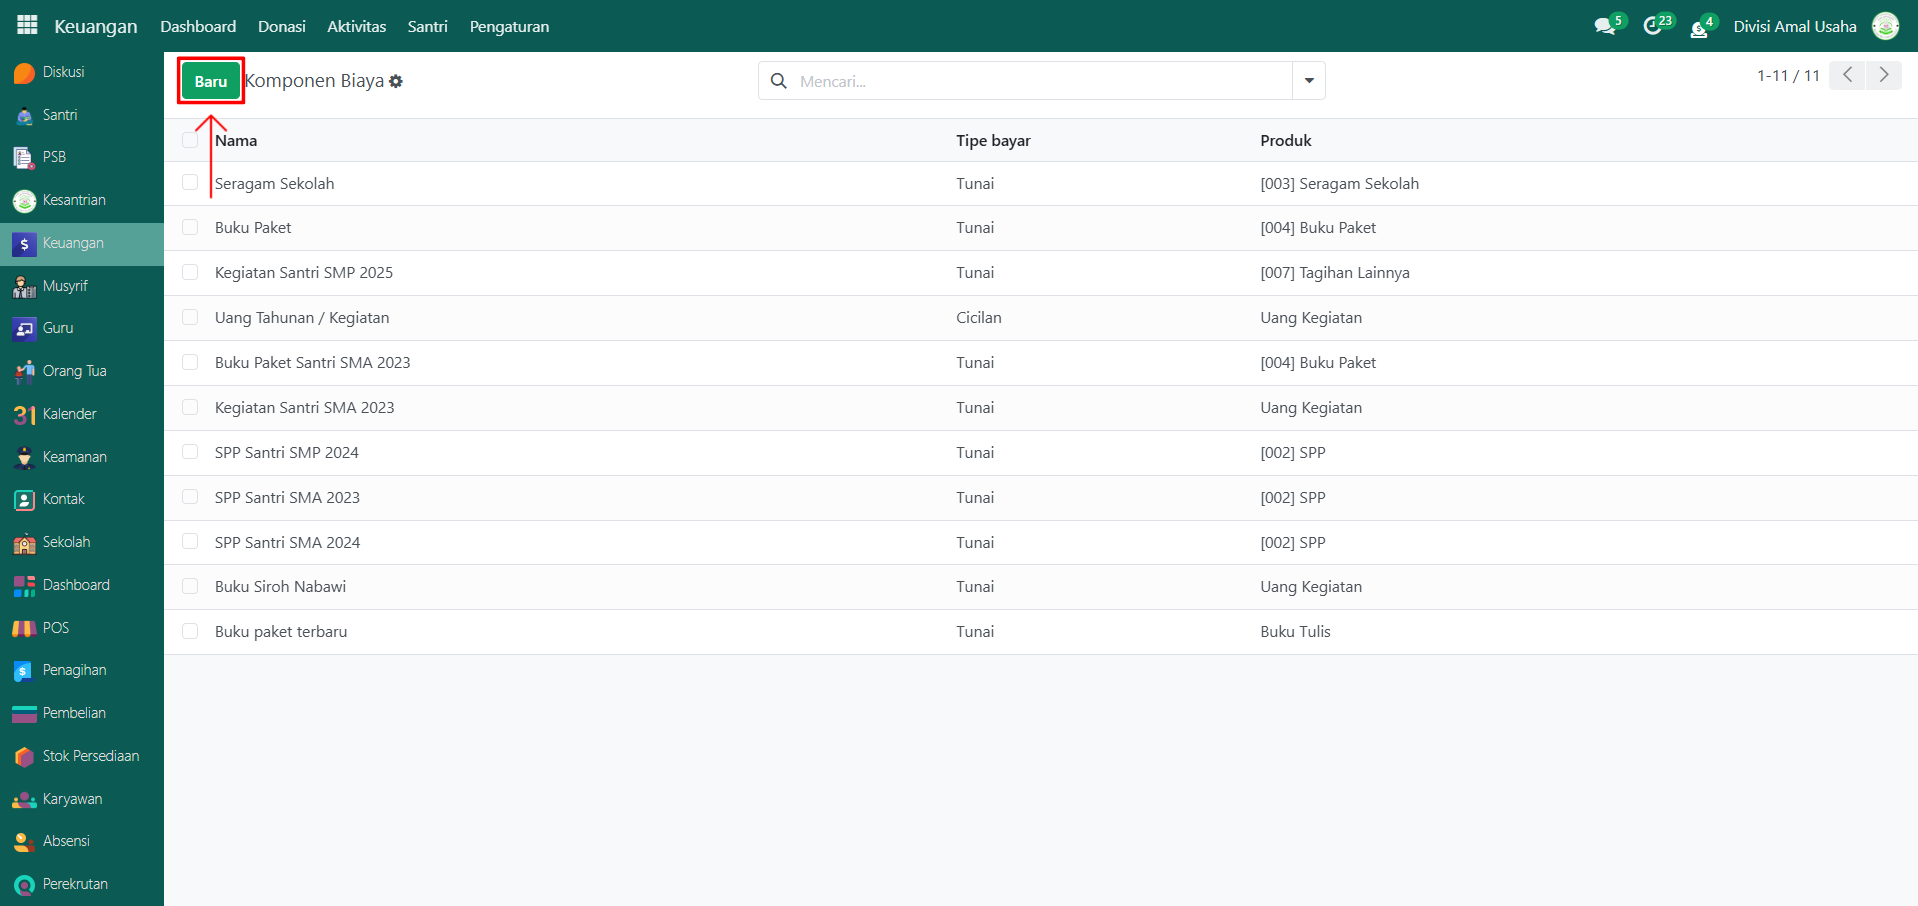 Keuangan Dashboard Donasi Aktivitas Santri Pengaturan 5 23 4 Divisi Amal Usaha
Baru Komponen Biaya Mencari... 1-11 / 11
Diskusi
Santri
PSB
Kesantrian
$ Keuangan
Musyrif
Guru
Orang Tua
31 Kalender
Keamanan
Kontak
Sekolah
Dashboard
POS
$ Penagihan
Pembelian
Stok Persediaan
Karyawan
Absensi
Perekrutan
Nama Tipe bayar Produk
Seragam Sekolah Tunai [003] Seragam Sekolah
Buku Paket Tunai [004] Buku Paket
Kegiatan Santri SMP 2025 Tunai [007] Tagihan Lainnya
Uang Tahunan / Kegiatan Cicilan Uang Kegiatan
Buku Paket Santri SMA 2023 Tunai [004] Buku Paket
Kegiatan Santri SMA 2023 Tunai Uang Kegiatan
SPP Santri SMP 2024 Tunai [002] SPP
SPP Santri SMA 2023 Tunai [002] SPP
SPP Santri SMA 2024 Tunai [002] SPP
Buku Siroh Nabawi Tunai Uang Kegiatan
Buku paket terbaru Tunai Buku Tulis